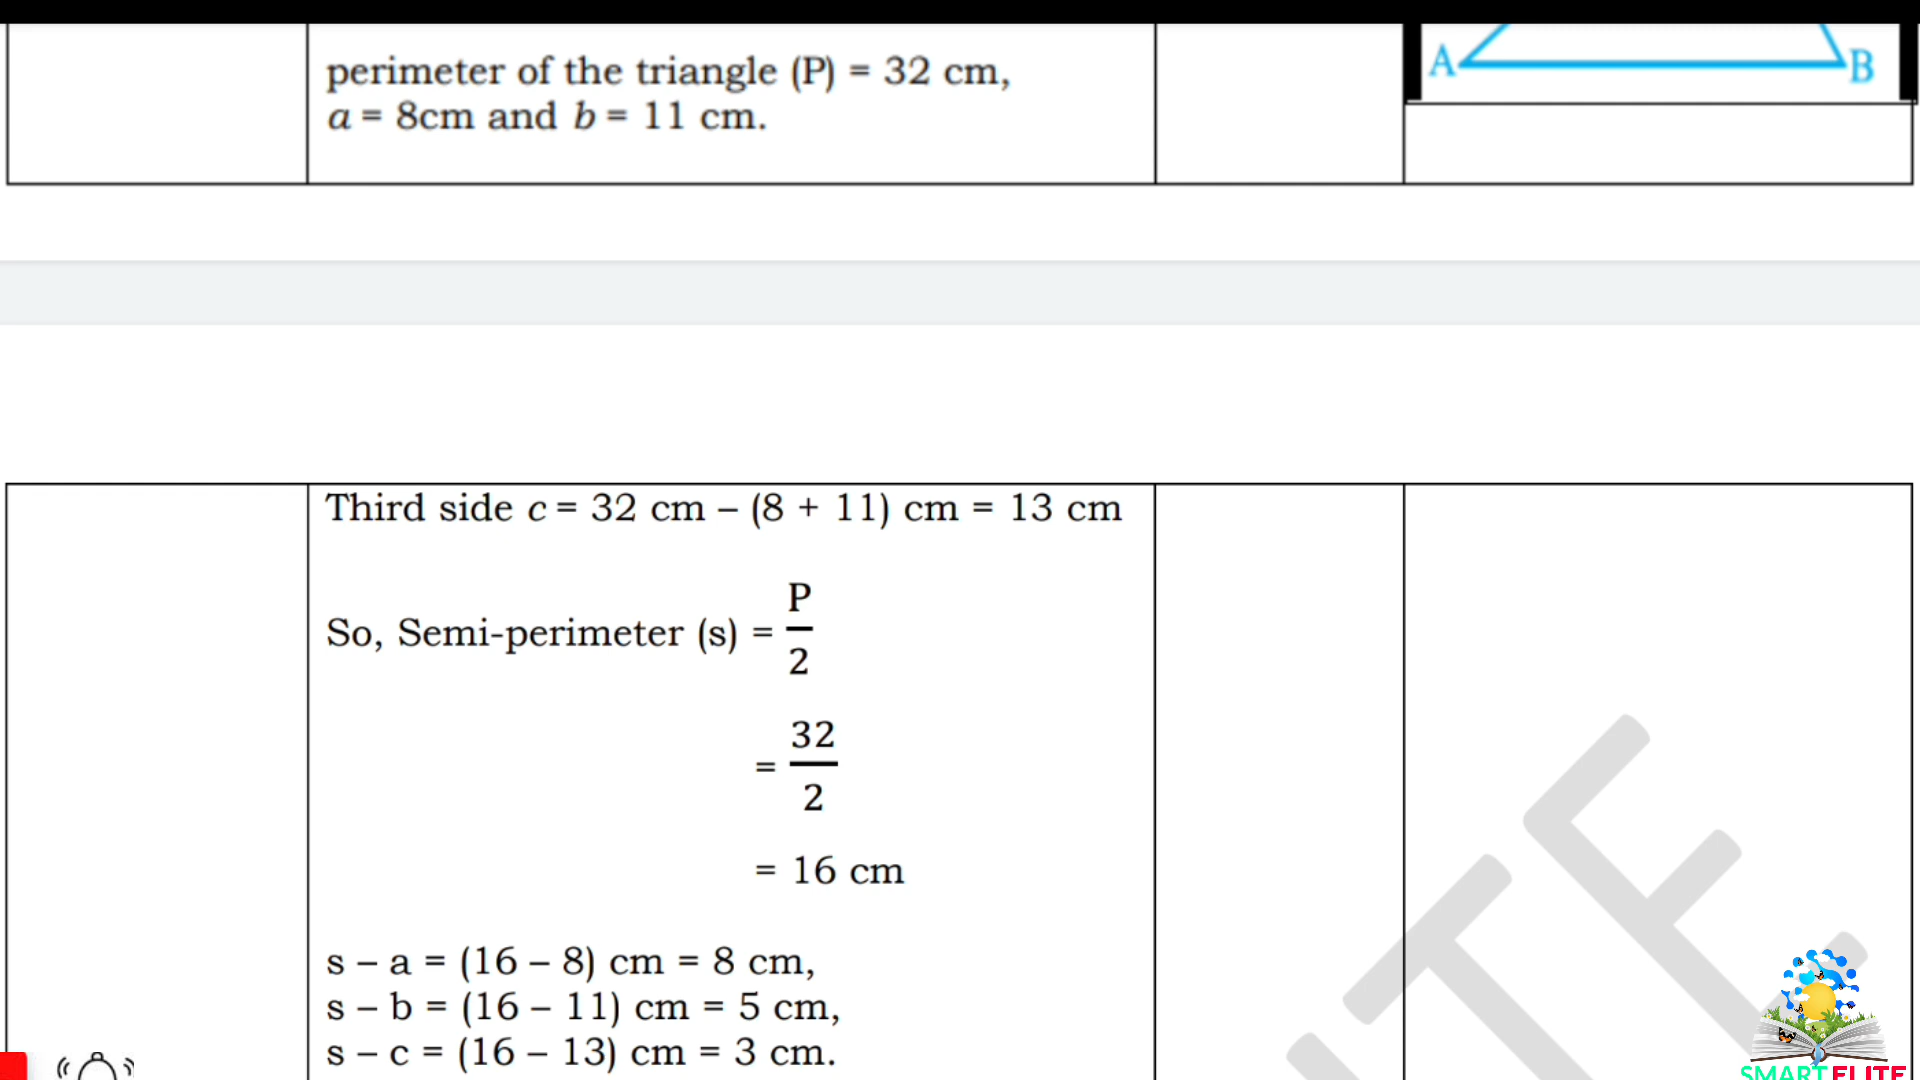 A
B
perimeter of the triangle (P) = 32 cm,
a = 8cm and b = 11 cm.
Third side c = 32 cm – (8 + 11) cm = 13 cm
So, Semi-perimeter (s) = P/2
= 32/2
= 16 cm
s – a = (16 – 8) cm = 8 cm,
s – b = (16 – 11) cm = 5 cm,
s – c = (16 – 13) cm = 3 cm.
SMART ELITE